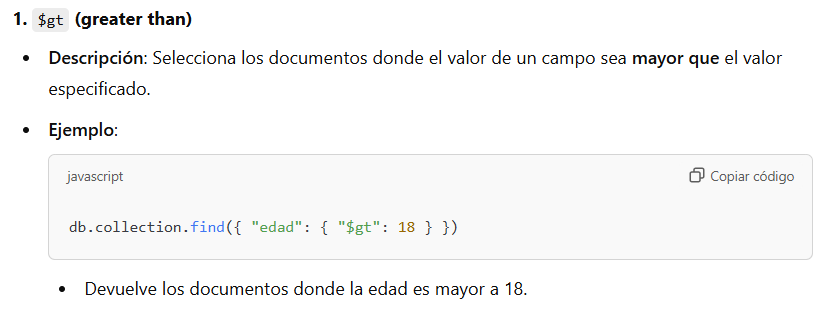 1. $gt (greater than)
• Descripción: Selecciona los documentos donde el valor de un campo sea mayor que el valor
especificado.
• Ejemplo:
javascript
Copiar código
db.collection.find({ "edad": { "$gt": 18 } })
• Devuelve los documentos donde la edad es mayor a 18.